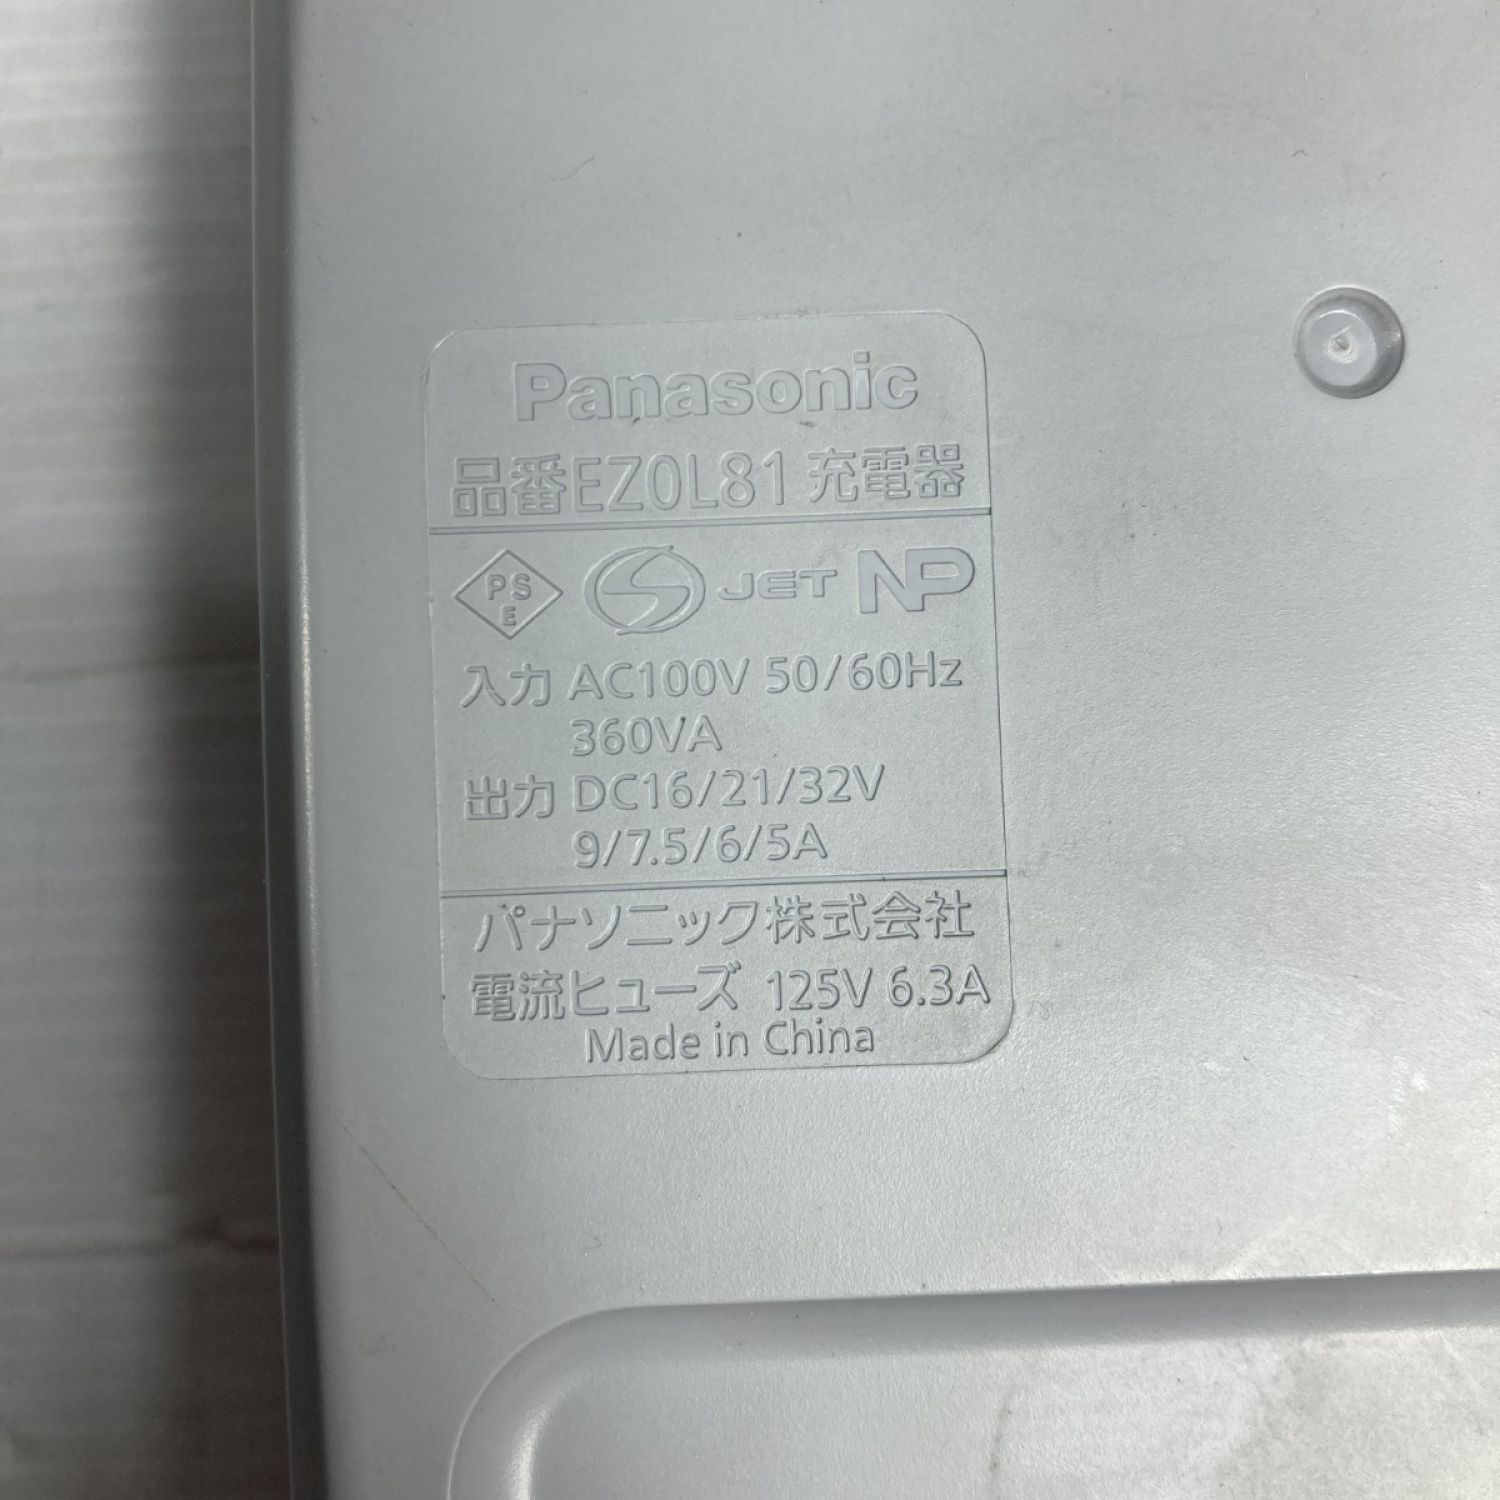 Panasonic
品番EZ0L81 充電器
PS E JET NP
入力 AC100V 50/60Hz
360VA
出力 DC16/21/32V
9/7.5/6/5A
パナソニック株式会社
電流ヒューズ 125V 6.3A
Made in China